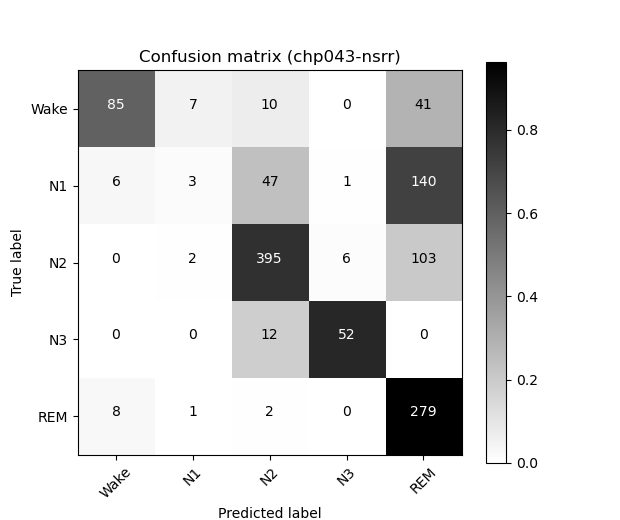 Confusion matrix (chp043-nsrr)
Wake 85 7 10 0 41
N1 6 3 47 1 140
N2 0 2 395 6 103
N3 0 0 12 52 0
REM 8 1 2 0 279
Wake N1 N2 N3 REM
Predicted label
True label
0.8
0.6
0.4
0.2
0.0